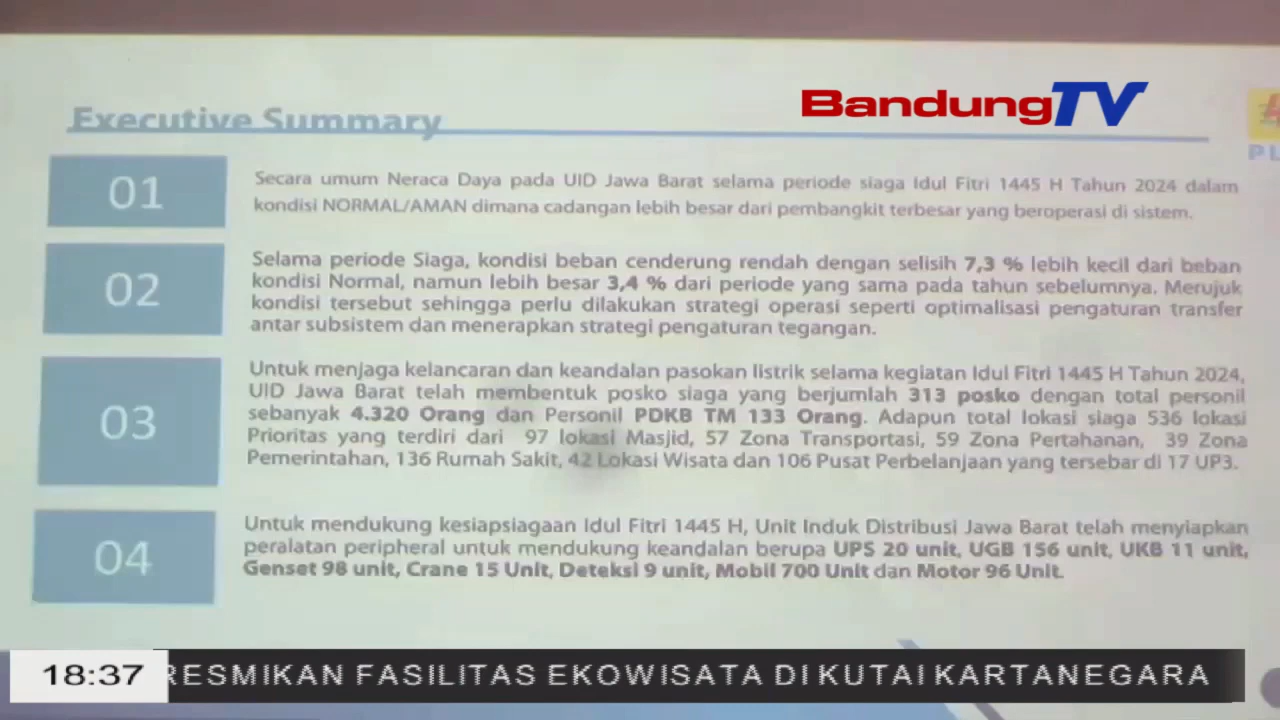 BandungTV
Executive Summary
01
Secara umum Neraca Daya pada UID Jawa Barat selama periode siaga Idul Fitri 1445 H Tahun 2024 dalam
kondisi NORMAL/AMAN dimana cadangan lebih besar dari pembangkit terbesar yang beroperasi di sistem.
02
Selama periode Siaga, kondisi beban cenderung rendah dengan selisih 7,3 % lebih kecil dari beban
kondisi Normal, namun lebih besar 3,4 % dari periode yang sama pada tahun sebelumnya. Merujuk
kondisi tersebut sehingga perlu dilakukan strategi operasi seperti optimalisasi pengaturan transfer
antar subsistem dan menerapkan strategi pengaturan tegangan.
03
Untuk menjaga kelancaran dan keandalan pasokan listrik selama kegiatan Idul Fitri 1445 H Tahun 2024,
UID Jawa Barat telah membentuk posko siaga yang berjumlah 313 posko dengan total personil
sebanyak 4.320 Orang dan Personil PDKB TM 133 Orang. Adapun total lokasi siaga 536 lokasi
Prioritas yang terdiri dari 97 lokasi Masjid, 57 Zona Transportasi, 59 Zona Pertahanan, 39 Zona
Pemerintahan, 136 Rumah Sakit, 42 Lokasi Wisata dan 106 Pusat Perbelanjaan yang tersebar di 17 UP3.
04
Untuk mendukung kesiapsiagaan Idul Fitri 1445 H, Unit Induk Distribusi Jawa Barat telah menyiapkan
peralatan peripheral untuk mendukung keandalan berupa UPS 20 unit, UGB 156 unit, UKB 11 unit,
Genset 98 unit, Crane 15 Unit, Deteksi 9 unit, Mobil 700 Unit dan Motor 96 Unit.
18:37
RESMIKAN FASILITAS EKOWISATA DI KUTAI KARTANEGARA